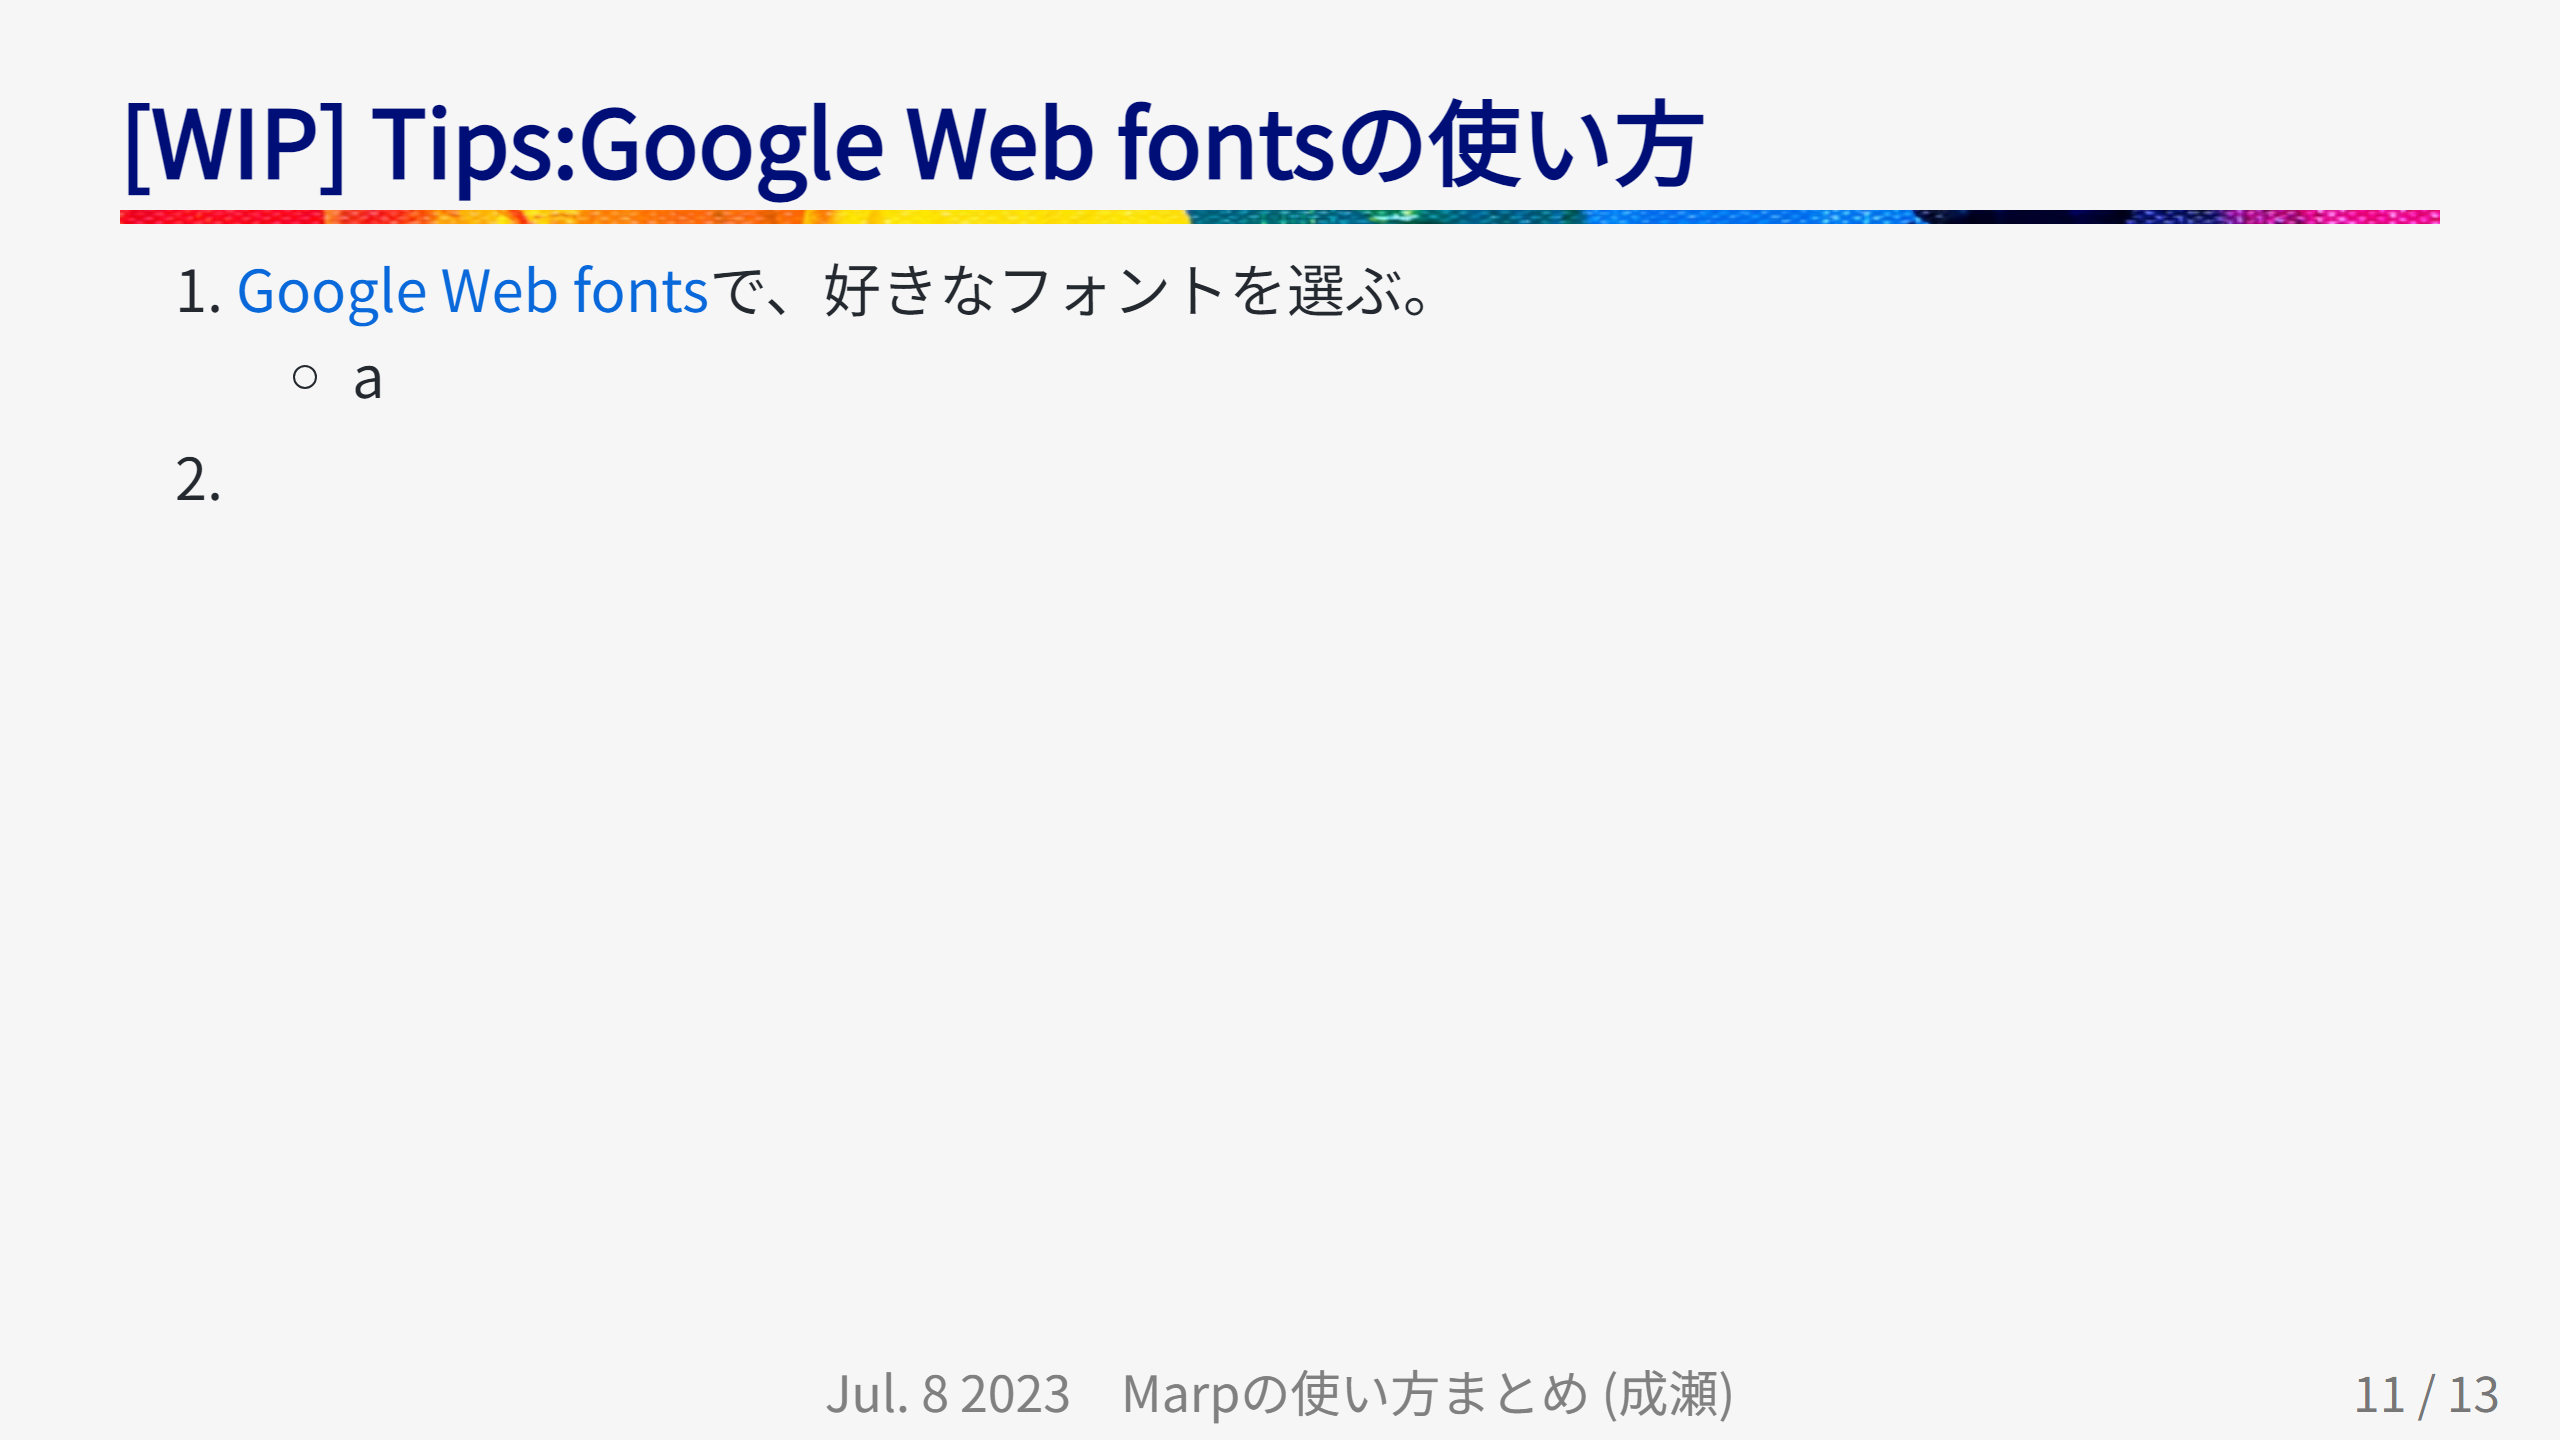 [WIP] Tips:Google Web fontsの使い方
1. Google Web fontsで、好きなフォントを選ぶ。
○ a
2.
Jul. 8 2023　Marpの使い方まとめ (成瀬)
11 / 13